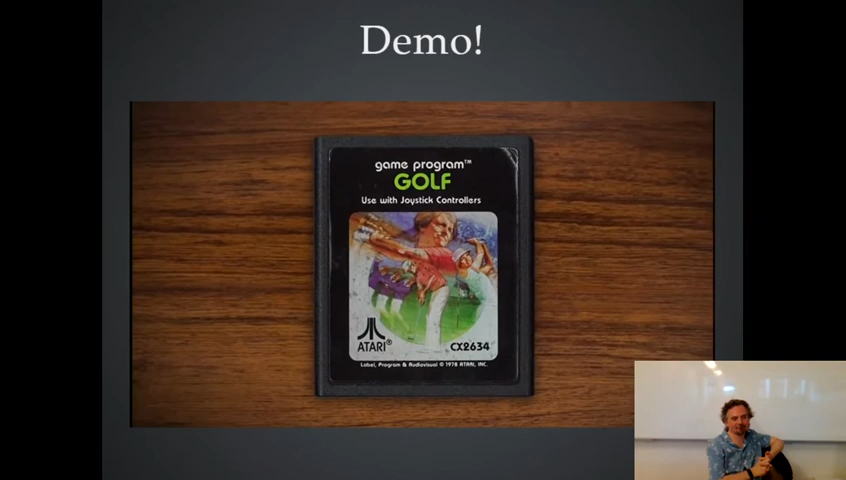 Demo!
game program™
GOLF
Use with Joystick Controllers
ATARI®
CX2634
Label, Program & Audiovisual © 1978 ATARI, INC.